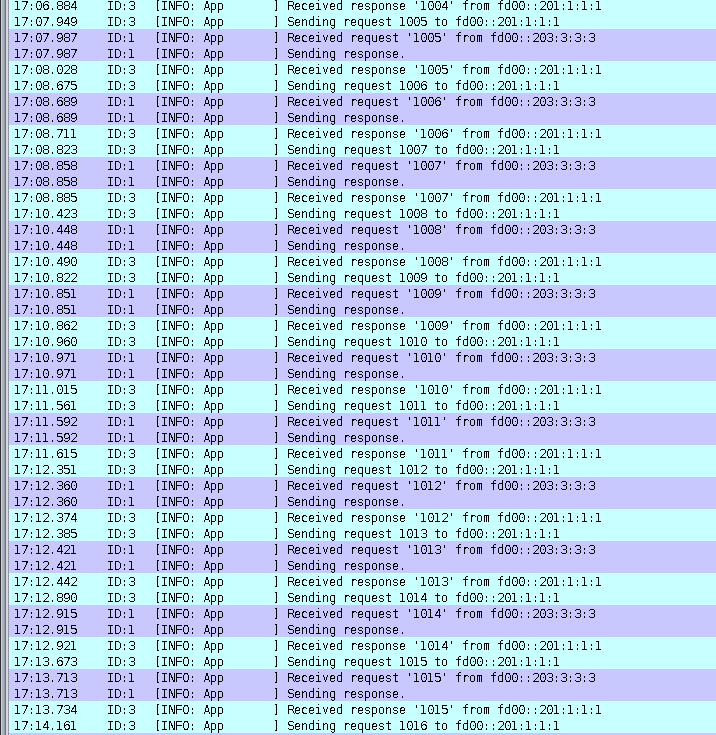 17:06.884 ID:3 [INFO: App ] Received response '1004' from fd00::201:1:1:1
17:07.949 ID:3 [INFO: App ] Sending request 1005 to fd00::201:1:1:1
17:07.987 ID:1 [INFO: App ] Received request '1005' from fd00::203:3:3:3
17:07.987 ID:1 [INFO: App ] Sending response.
17:08.028 ID:3 [INFO: App ] Received response '1005' from fd00::201:1:1:1
17:08.675 ID:3 [INFO: App ] Sending request 1006 to fd00::201:1:1:1
17:08.689 ID:1 [INFO: App ] Received request '1006' from fd00::203:3:3:3
17:08.689 ID:1 [INFO: App ] Sending response.
17:08.711 ID:3 [INFO: App ] Received response '1006' from fd00::201:1:1:1
17:08.823 ID:3 [INFO: App ] Sending request 1007 to fd00::201:1:1:1
17:08.858 ID:1 [INFO: App ] Received request '1007' from fd00::203:3:3:3
17:08.858 ID:1 [INFO: App ] Sending response.
17:08.885 ID:3 [INFO: App ] Received response '1007' from fd00::201:1:1:1
17:10.423 ID:3 [INFO: App ] Sending request 1008 to fd00::201:1:1:1
17:10.448 ID:1 [INFO: App ] Received request '1008' from fd00::203:3:3:3
17:10.448 ID:1 [INFO: App ] Sending response.
17:10.490 ID:3 [INFO: App ] Received response '1008' from fd00::201:1:1:1
17:10.822 ID:3 [INFO: App ] Sending request 1009 to fd00::201:1:1:1
17:10.851 ID:1 [INFO: App ] Received request '1009' from fd00::203:3:3:3
17:10.851 ID:1 [INFO: App ] Sending response.
17:10.862 ID:3 [INFO: App ] Received response '1009' from fd00::201:1:1:1
17:10.960 ID:3 [INFO: App ] Sending request 1010 to fd00::201:1:1:1
17:10.971 ID:1 [INFO: App ] Received request '1010' from fd00::203:3:3:3
17:10.971 ID:1 [INFO: App ] Sending response.
17:11.015 ID:3 [INFO: App ] Received response '1010' from fd00::201:1:1:1
17:11.561 ID:3 [INFO: App ] Sending request 1011 to fd00::201:1:1:1
17:11.592 ID:1 [INFO: App ] Received request '1011' from fd00::203:3:3:3
17:11.592 ID:1 [INFO: App ] Sending response.
17:11.615 ID:3 [INFO: App ] Received response '1011' from fd00::201:1:1:1
17:12.351 ID:3 [INFO: App ] Sending request 1012 to fd00::201:1:1:1
17:12.360 ID:1 [INFO: App ] Received request '1012' from fd00::203:3:3:3
17:12.360 ID:1 [INFO: App ] Sending response.
17:12.374 ID:3 [INFO: App ] Received response '1012' from fd00::201:1:1:1
17:12.385 ID:3 [INFO: App ] Sending request 1013 to fd00::201:1:1:1
17:12.421 ID:1 [INFO: App ] Received request '1013' from fd00::203:3:3:3
17:12.421 ID:1 [INFO: App ] Sending response.
17:12.442 ID:3 [INFO: App ] Received response '1013' from fd00::201:1:1:1
17:12.890 ID:3 [INFO: App ] Sending request 1014 to fd00::201:1:1:1
17:12.915 ID:1 [INFO: App ] Received request '1014' from fd00::203:3:3:3
17:12.915 ID:1 [INFO: App ] Sending response.
17:12.921 ID:3 [INFO: App ] Received response '1014' from fd00::201:1:1:1
17:13.673 ID:3 [INFO: App ] Sending request 1015 to fd00::201:1:1:1
17:13.713 ID:1 [INFO: App ] Received request '1015' from fd00::203:3:3:3
17:13.713 ID:1 [INFO: App ] Sending response.
17:13.734 ID:3 [INFO: App ] Received response '1015' from fd00::201:1:1:1
17:14.161 ID:3 [INFO: App ] Sending request 1016 to fd00::201:1:1:1